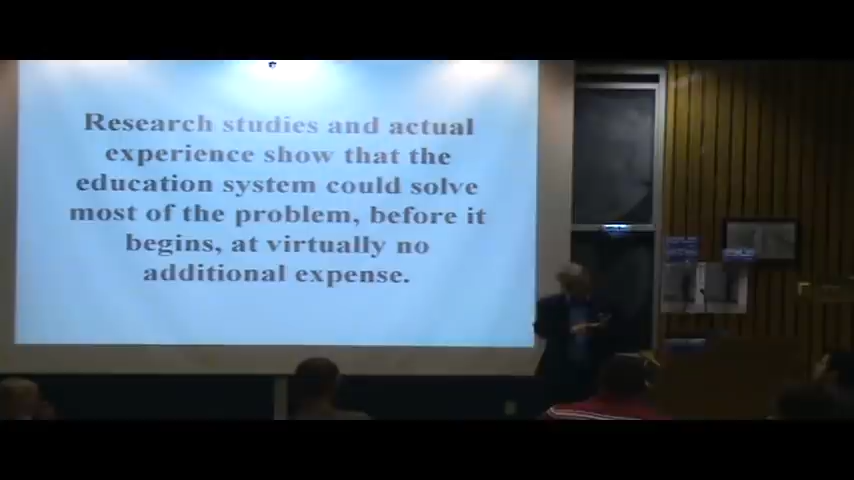 Research studies and actual
experience show that the
education system could solve
most of the problem, before it
begins, at virtually no
additional expense.